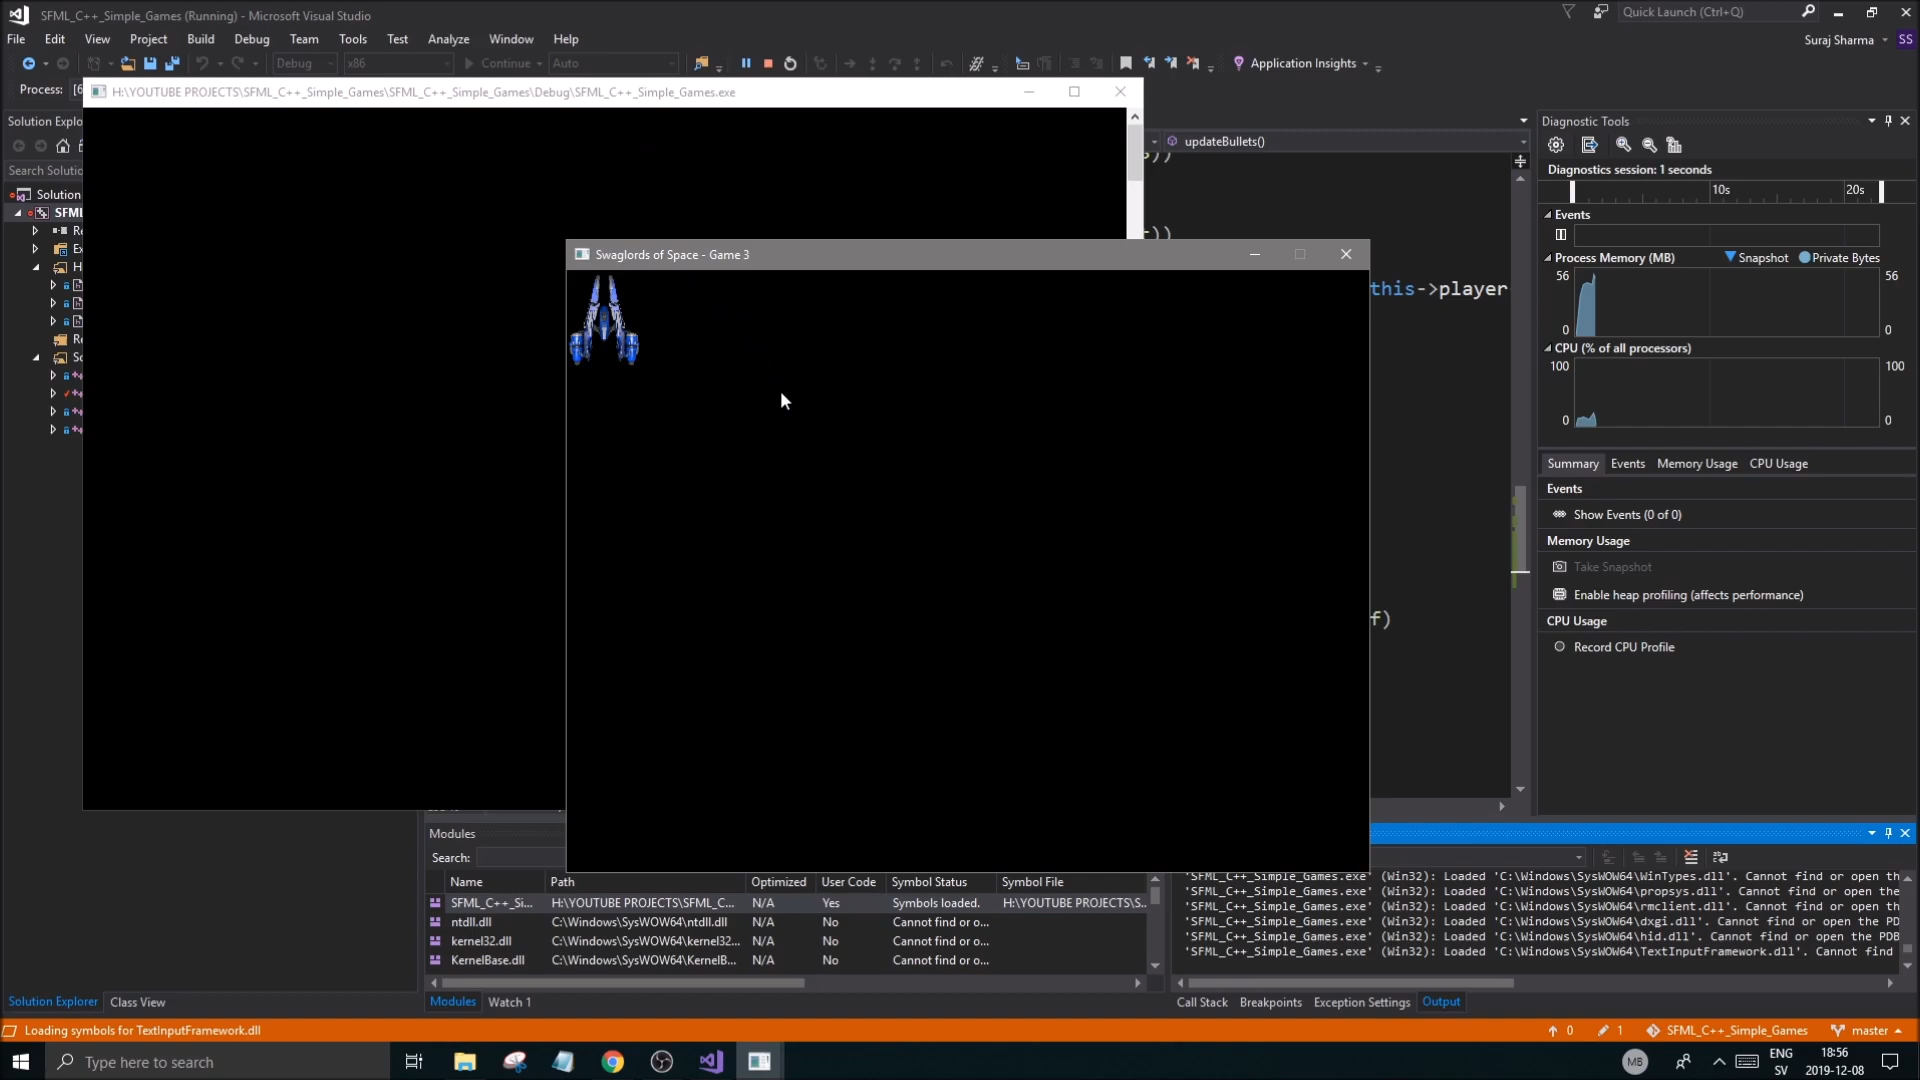 SFML_C++_Simple_Games (Running) - Microsoft Visual Studio
Quick Launch (Ctrl+Q)
File Edit View Project Build Debug Team Tools Test Analyze Window Help
Suraj Sharma SS
Debug x86 Continue Auto Application Insights
Process: [6
H:\YOUTUBE PROJECTS\SFML_C++_Simple_Games\SFML_C++_Simple_Games\Debug\SFML_C++_Simple_Games.exe
Solution Explo
Search Solutio
Solution
SFML
Re
Ex
H
Re
So
updateBullets()
))
))
this->player
f)
Swaglords of Space - Game 3
Diagnostic Tools
Diagnostics session: 1 seconds
10s 20s
Events
Process Memory (MB) Snapshot Private Bytes
56 56
0 0
CPU (% of all processors)
100 100
0 0
Summary Events Memory Usage CPU Usage
Events
Show Events (0 of 0)
Memory Usage
Take Snapshot
Enable heap profiling (affects performance)
CPU Usage
Record CPU Profile
Modules
Search:
Name Path Optimized User Code Symbol Status Symbol File
SFML_C++_Si... H:\YOUTUBE PROJECTS\SFML_C... N/A Yes Symbols loaded. H:\YOUTUBE PROJECTS\S...
ntdll.dll C:\Windows\SysWOW64\ntdll.dll N/A No Cannot find or o...
kernel32.dll C:\Windows\SysWOW64\kernel32... N/A No Cannot find or o...
KernelBase.dll C:\Windows\SysWOW64\KernelB... N/A No Cannot find or o...
'SFML_C++_Simple_Games.exe' (Win32): Loaded 'C:\Windows\SysWOW64\WinTypes.dll'. Cannot find or open the
'SFML_C++_Simple_Games.exe' (Win32): Loaded 'C:\Windows\SysWOW64\propsys.dll'. Cannot find or open the
'SFML_C++_Simple_Games.exe' (Win32): Loaded 'C:\Windows\SysWOW64\rmclient.dll'. Cannot find or open the
'SFML_C++_Simple_Games.exe' (Win32): Loaded 'C:\Windows\SysWOW64\dxgi.dll'. Cannot find or open the PD
'SFML_C++_Simple_Games.exe' (Win32): Loaded 'C:\Windows\SysWOW64\hid.dll'. Cannot find or open the PDB
'SFML_C++_Simple_Games.exe' (Win32): Loaded 'C:\Windows\SysWOW64\TextInputFramework.dll'. Cannot find
Solution Explorer Class View
Modules Watch 1
Call Stack Breakpoints Exception Settings Output
Loading symbols for TextInputFramework.dll
0 1 SFML_C++_Simple_Games master
Type here to search
MB
ENG
SV
18:56
2019-12-08